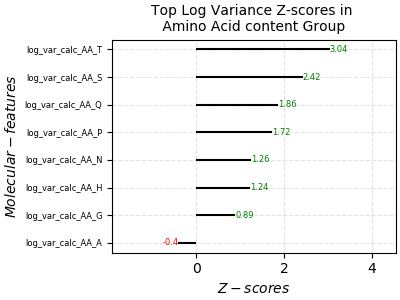 Top Log Variance Z-scores in
Amino Acid content Group
log_var_calc_AA_T
3.04
log_var_calc_AA_S
2.42
log_var_calc_AA_Q
1.86
log_var_calc_AA_P
1.72
log_var_calc_AA_N
1.26
log_var_calc_AA_H
1.24
log_var_calc_AA_G
0.89
log_var_calc_AA_A
-0.4
Molecular − features
0 2 4
Z − scores